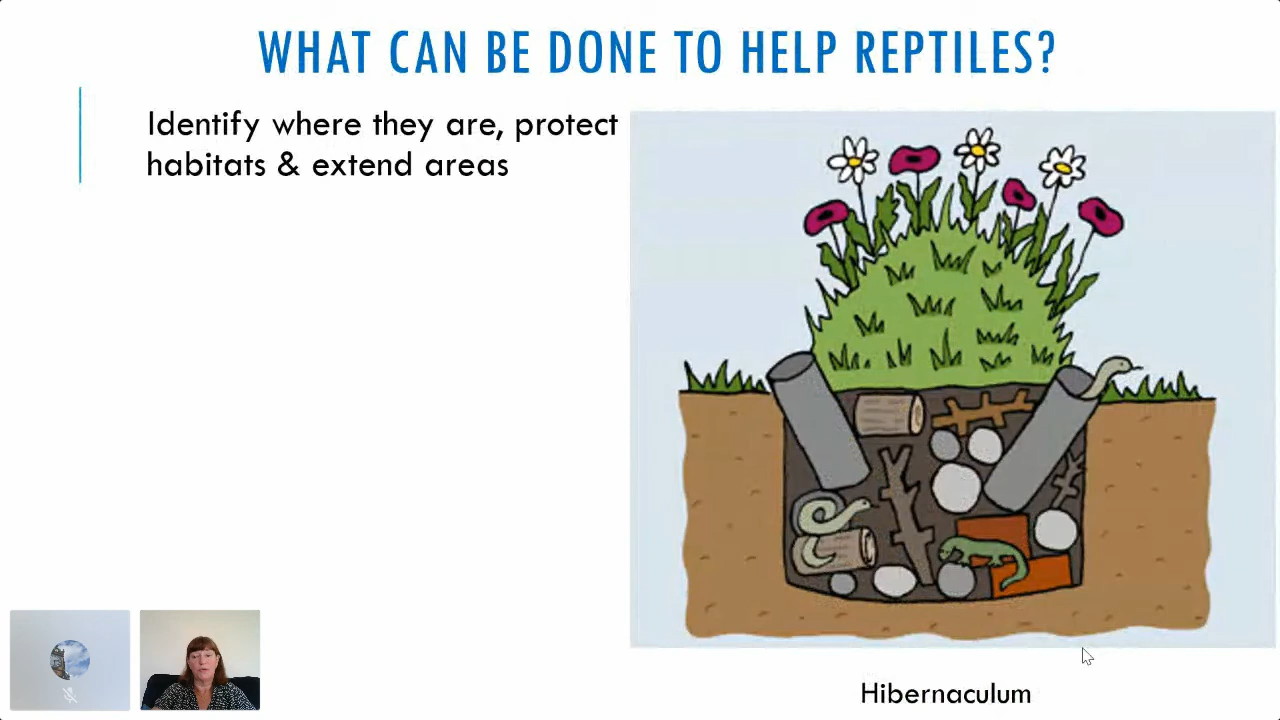 WHAT CAN BE DONE TO HELP REPTILES?
Identify where they are, protect
habitats & extend areas
Hibernaculum